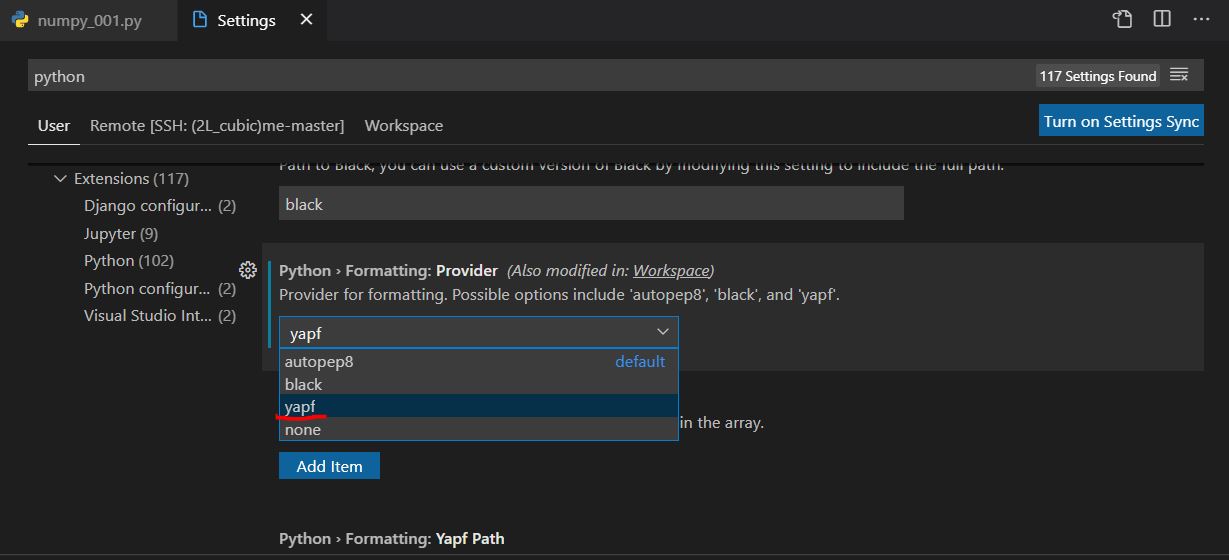 numpy_001.py
Settings
python
117 Settings Found
User
Remote [SSH: (2L_cubic)me-master]
Workspace
Turn on Settings Sync
Path to Black, you can use a custom version of Black by modifying this setting to include the full path.
Extensions (117)
black
Django configur... (2)
Jupyter (9)
Python (102)
Python configur... (2)
Visual Studio Int... (2)
Python › Formatting: Provider (Also modified in: Workspace)
Provider for formatting. Possible options include 'autopep8', 'black', and 'yapf'.
yapf
autopep8 default
black
yapf
none
in the array.
Add Item
Python › Formatting: Yapf Path